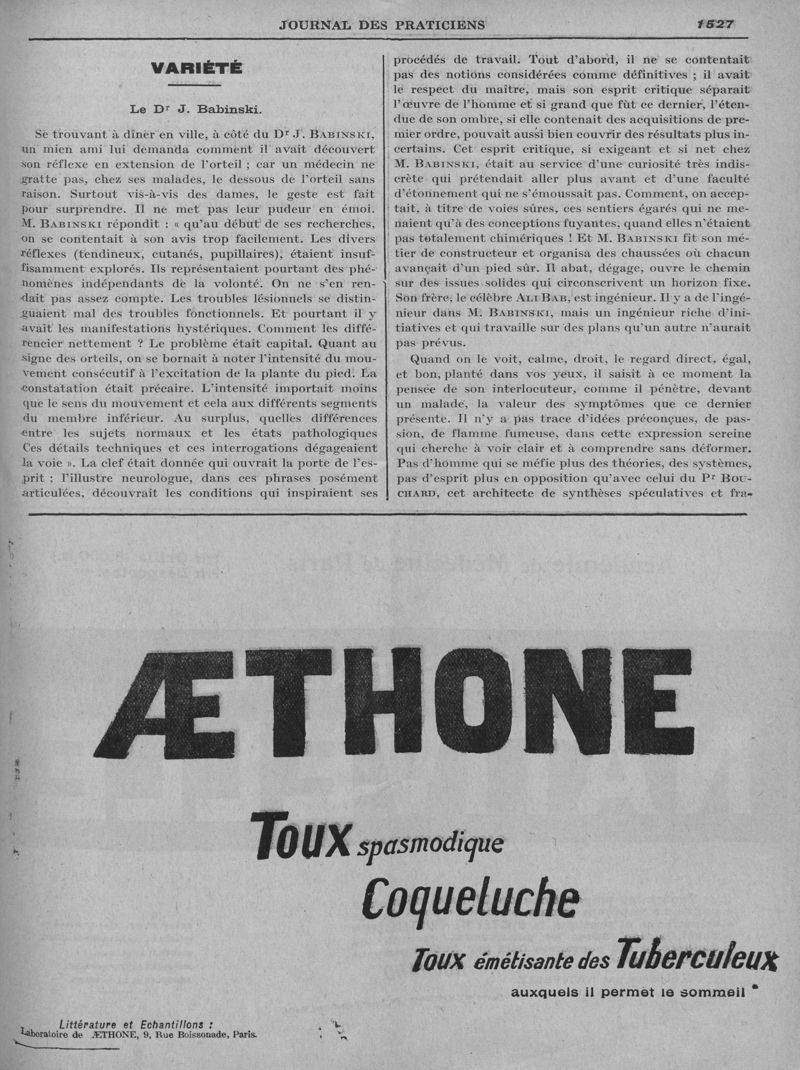 JOURNAL DES PRATICIENS 1527
VARIÉTÉ
Le Dr J. Babinski.
Se trouvant à dîner en ville, à côté du Dr J. BABINSKI,
un mien ami lui demanda comment il avait découvert
son réflexe en extension de l'orteil ; car un médecin ne
gratte pas, chez ses malades, le dessous de l'orteil sans
raison. Surtout vis-à-vis des dames, le geste est fait
pour surprendre. Il ne met pas leur pudeur en émoi.
M. BABINSKI répondit : « qu'au début de ses recherches,
on se contentait à son avis trop facilement. Les divers
réflexes (tendineux, cutanés, pupillaires), étaient insuf-
fisamment explorés. Ils représentaient pourtant des phé-
nomènes indépendants de la volonté. On ne s'en ren-
dait pas assez compte. Les troubles lésionnels se distin-
guaient mal des troubles fonctionnels. Et pourtant il y
avait les manifestations hystériques. Comment les diffé-
rencier nettement ? Le problème était capital. Quant au
signe des orteils, on se bornait à noter l'intensité du mou-
vement consécutif à l'excitation de la plante du pied. La
constatation était précaire. L'intensité importait moins
que le sens du mouvement et cela aux différents segments
du membre inférieur. Au surplus, quelles différences
entre les sujets normaux et les états pathologiques
Ces détails techniques et ces interrogations dégageaient
la voie ». La clef était donnée qui ouvrait la porte de l'es-
prit ; l'illustre neurologue, dans ces phrases posément
articulées, découvrait les conditions qui inspiraient ses
procédés de travail. Tout d'abord, il ne se contentait
pas des notions considérées comme définitives ; il avait
le respect du maître, mais son esprit critique séparait
l'œuvre de l'homme et si grand que fût ce dernier, l'éten-
due de son ombre, si elle contenait des acquisitions de pre-
mier ordre, pouvait aussi bien couvrir des résultats plus in-
certains. Cet esprit critique, si exigeant et si net chez
M. BABINSKI, était au service d'une curiosité très indis-
crète qui prétendait aller plus avant et d'une faculté
d'étonnement qui ne s'émoussait pas. Comment, on accep-
tait, à titre de voies sûres, ces sentiers égarés qui ne me-
naient qu'à des conceptions fuyantes, quand elles n'étaient
pas totalement chimériques ! Et M. BABINSKI fit son mé-
tier de constructeur et organisa des chaussées où chacun
avançait d'un pied sûr. Il abat, dégage, ouvre le chemin
sur des issues solides qui circonscrivent un horizon fixe.
Son frère, le célèbre ALI BAB, est ingénieur. Il y a de l'ingé-
nieur dans M. BABINSKI, mais un ingénieur riche d'ini-
tiatives et qui travaille sur des plans qu'un autre n'aurait
pas prévus.
Quand on le voit, calme, droit, le regard direct, égal,
et bon, planté dans vos yeux, il saisit à ce moment la
pensée de son interlocuteur, comme il pénètre, devant
un malade, la valeur des symptômes que ce dernier
présente. Il n'y a pas trace d'idées préconçues, de pas-
sion, de flamme fumeuse, dans cette expression sereine
qui cherche à voir clair et à comprendre sans déformer.
Pas d'homme qui se méfie plus des théories, des systèmes,
pas d'esprit plus en opposition qu'avec celui du Pr BOU-
CHARD, cet architecte de synthèses spéculatives et fra-
ÆTHONE
Toux spasmodique
Coqueluche
Toux émétisante des Tuberculeux
auxquels il permet le sommeil
Littérature et Echantillons :
Laboratoire de ÆTHONE, 9, Rue Boissonade, Paris.